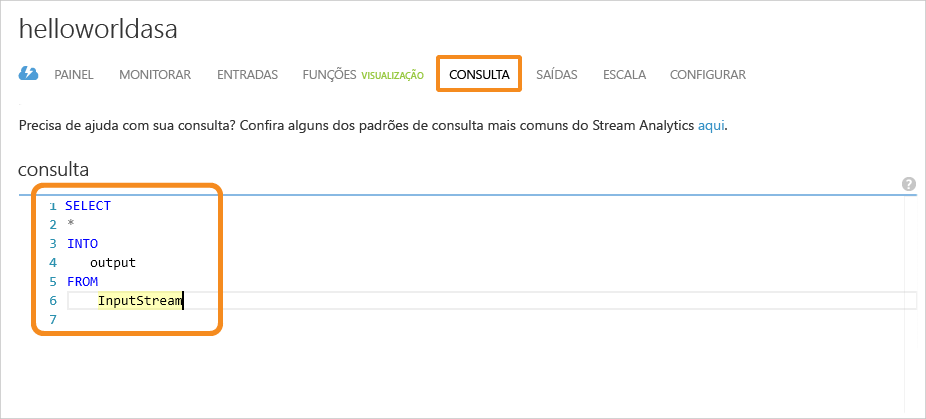 helloworldasa
PAINEL MONITORAR ENTRADAS FUNÇÕES VISUALIZAÇÃO CONSULTA SAÍDAS ESCALA CONFIGURAR
Precisa de ajuda com sua consulta? Confira alguns dos padrões de consulta mais comuns do Stream Analytics aqui.
consulta
?
1 SELECT
2 *
3 INTO
4 output
5 FROM
6 InputStream
7